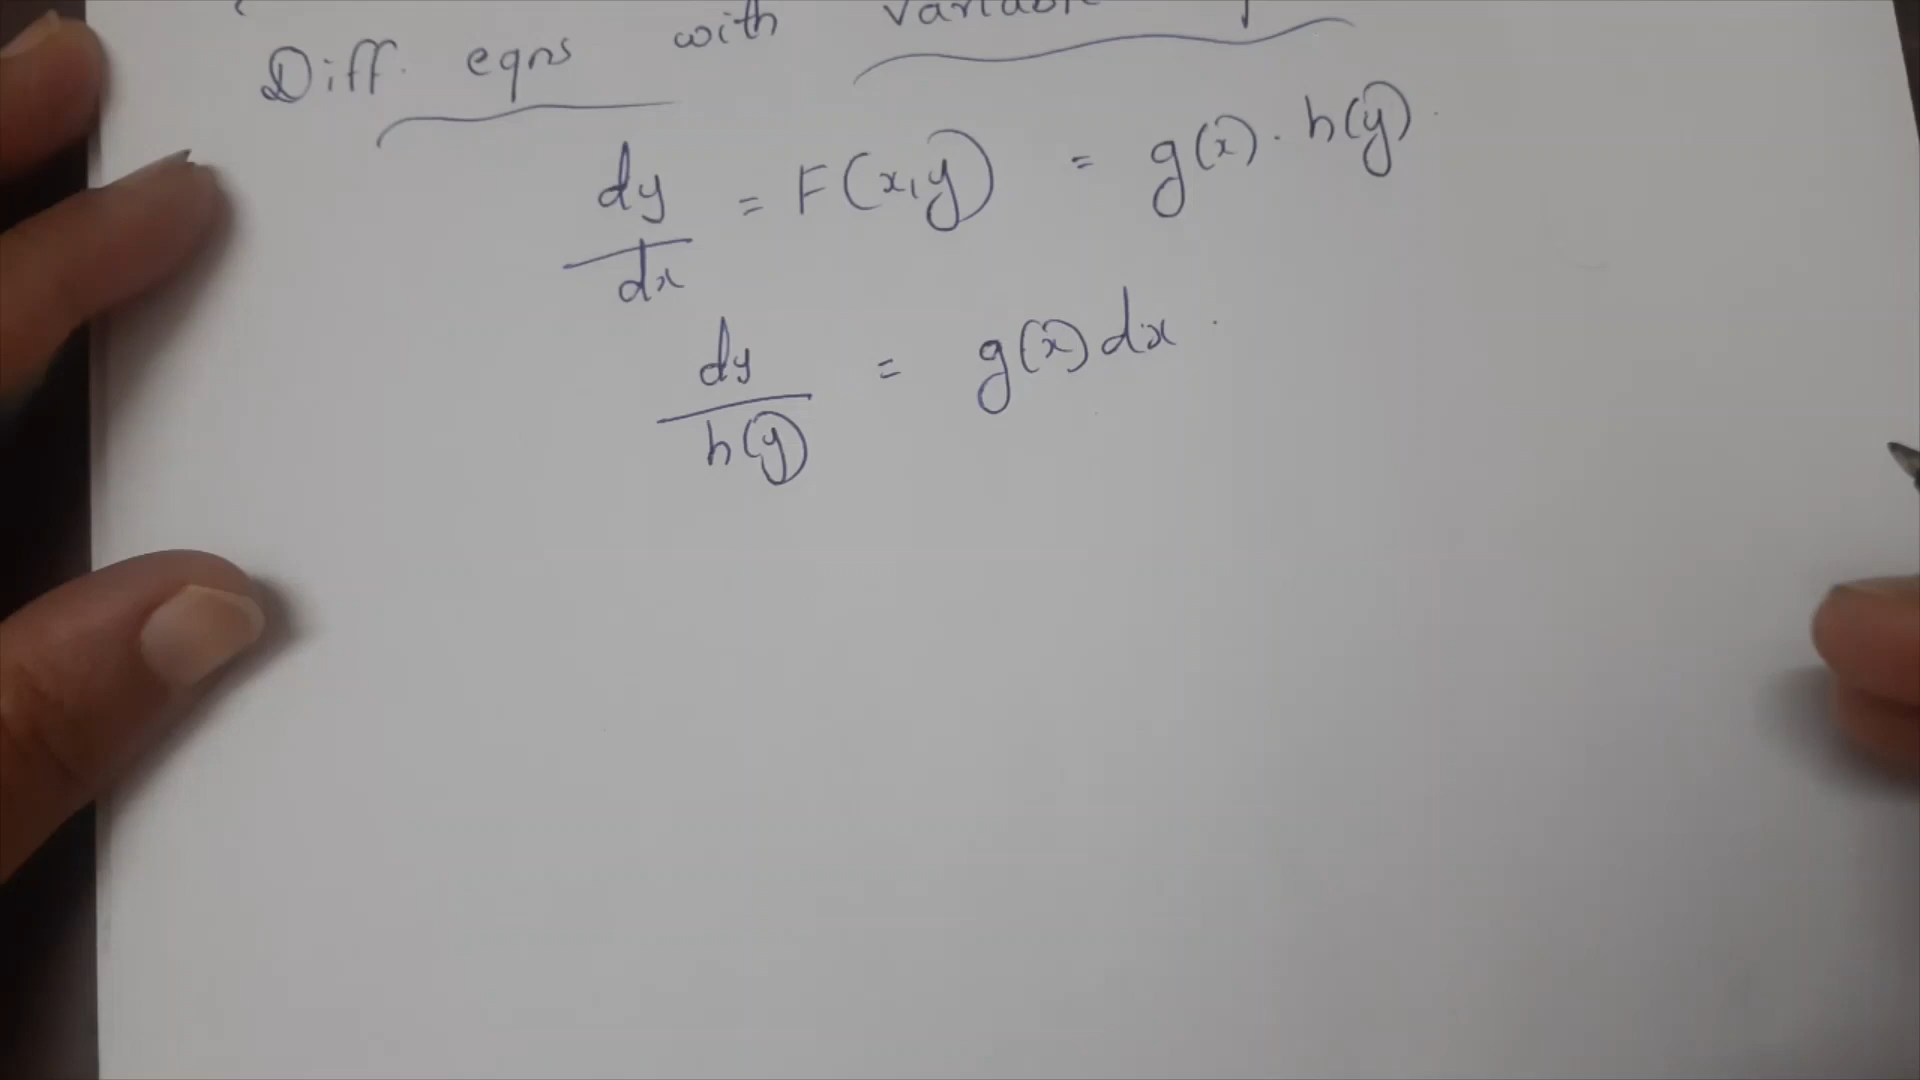 Diff. eqns with
dy/dx = F(x,y) = g(x) . h(y).
dy/h(y) = g(x) dx .